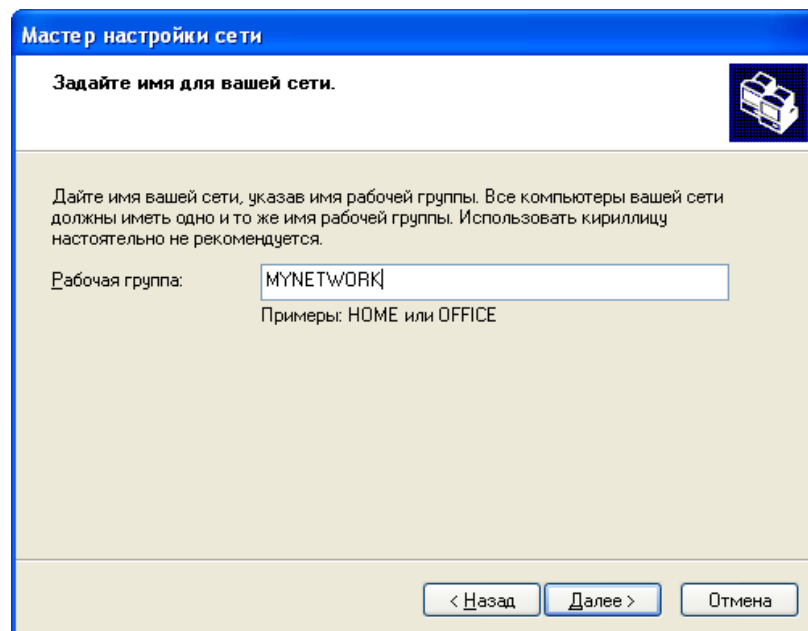 Мастер настройки сети
Задайте имя для вашей сети.
Дайте имя вашей сети, указав имя рабочей группы. Все компьютеры вашей сети
должны иметь одно и то же имя рабочей группы. Использовать кириллицу
настоятельно не рекомендуется.
Рабочая группа: MYNETWORK
Примеры: HOME или OFFICE
< Назад Далее > Отмена